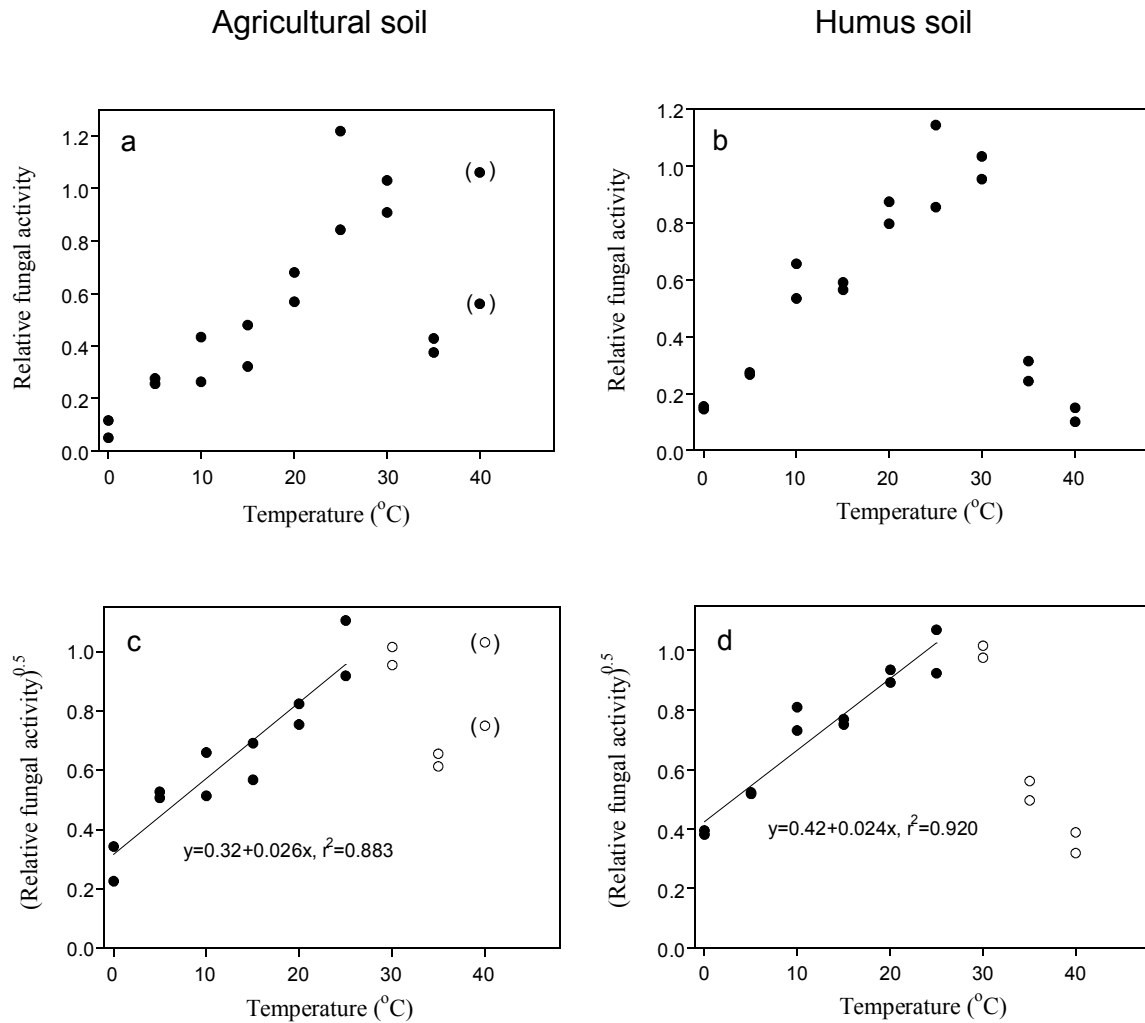 Agricultural soil
Humus soil
a
Relative fungal activity
1.2
1.0
0.8
0.6
0.4
0.2
0.0
( )
( )
0 10 20 30 40
Temperature (°C)
b
Relative fungal activity
1.2
1.0
0.8
0.6
0.4
0.2
0.0
0 10 20 30 40
Temperature (°C)
c
(Relative fungal activity)^0.5
1.0
0.8
0.6
0.4
0.2
0.0
( )
( )
y=0.32+0.026x, r²=0.883
0 10 20 30 40
Temperature (°C)
d
(Relative fungal activity)^0.5
1.0
0.8
0.6
0.4
0.2
0.0
y=0.42+0.024x, r²=0.920
0 10 20 30 40
Temperature (°C)